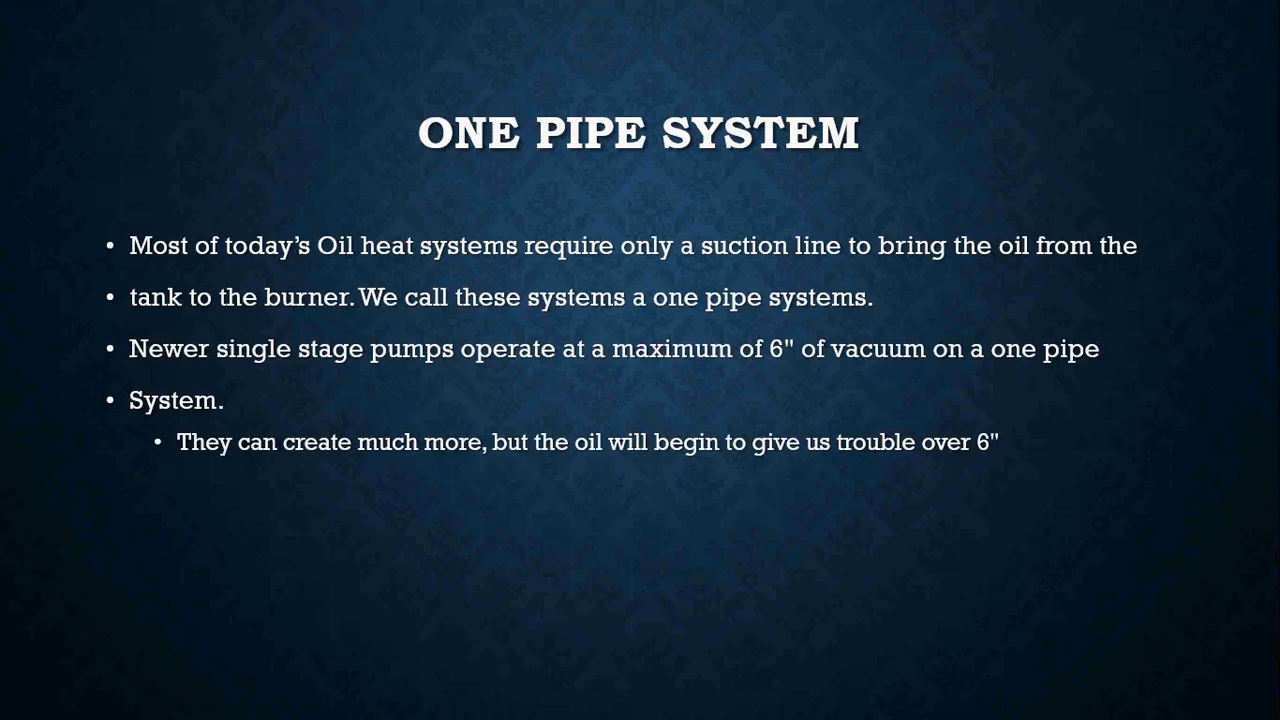 ONE PIPE SYSTEM
• Most of today's Oil heat systems require only a suction line to bring the oil from the
• tank to the burner. We call these systems a one pipe systems.
• Newer single stage pumps operate at a maximum of 6" of vacuum on a one pipe
• System.
• They can create much more, but the oil will begin to give us trouble over 6"